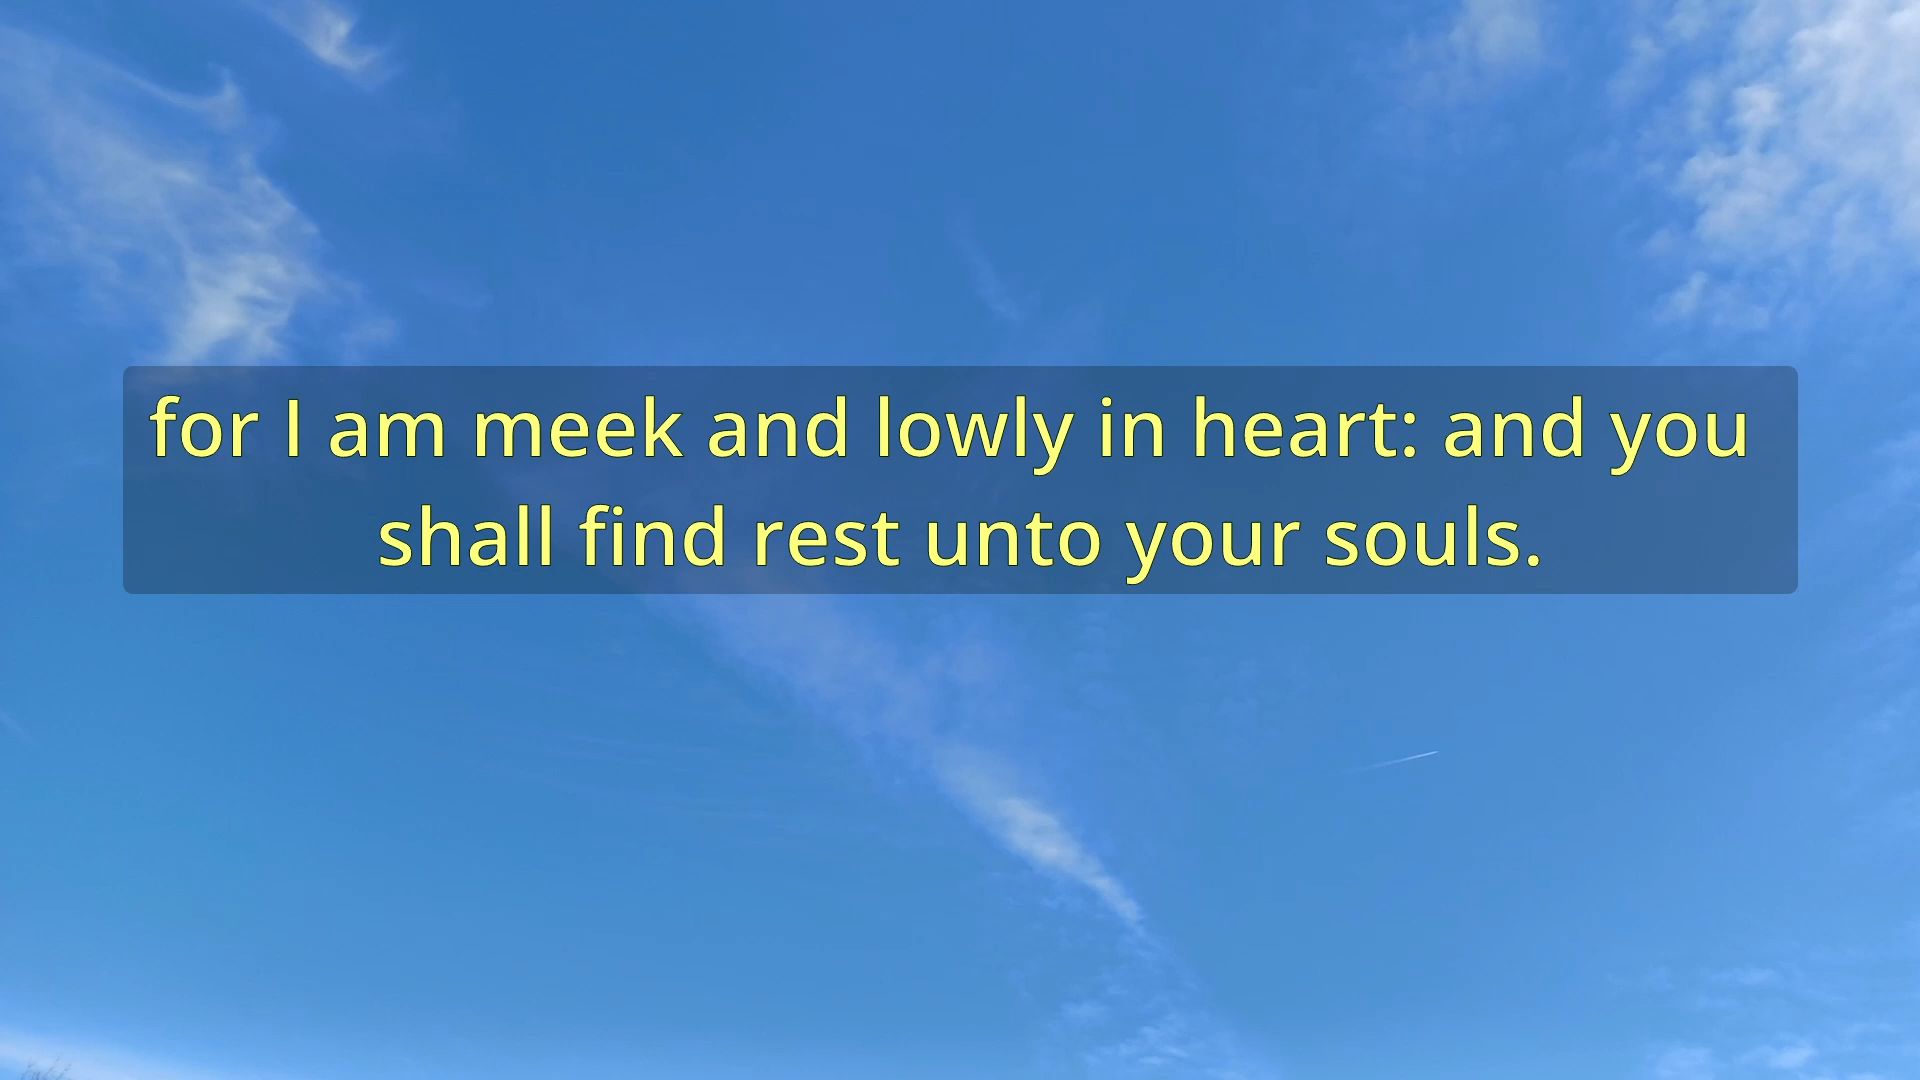 for I am meek and lowly in heart: and you
shall find rest unto your souls.